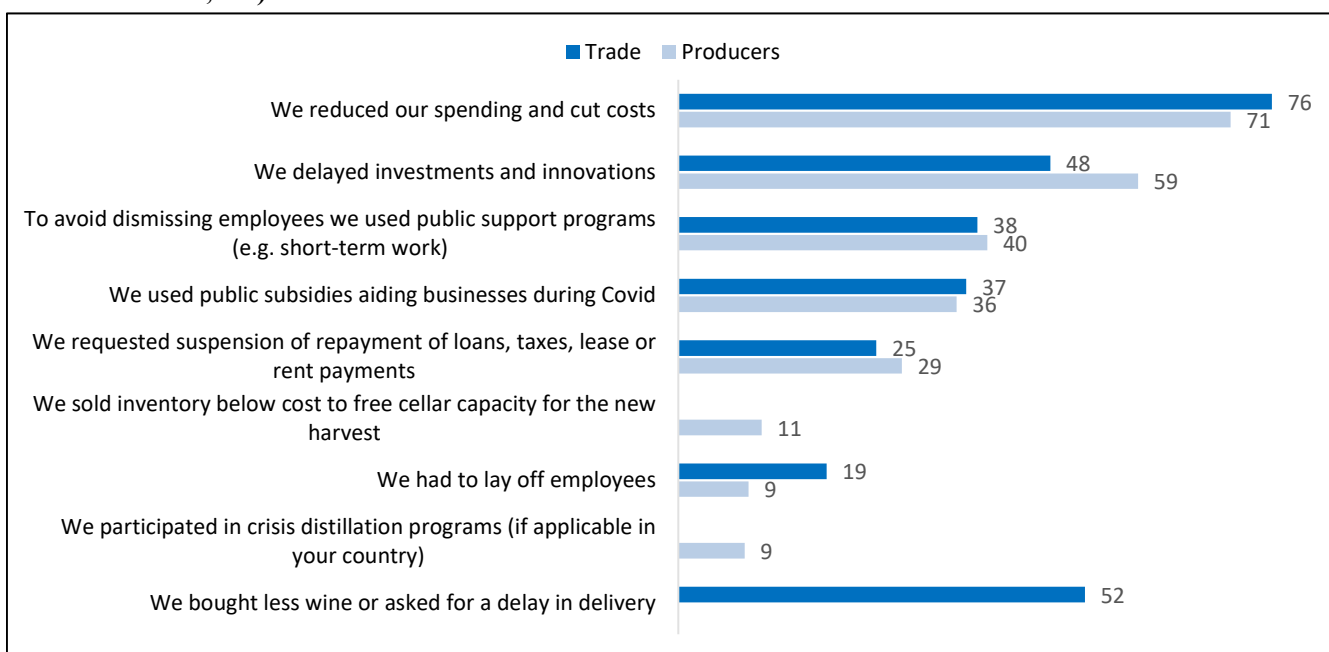 Trade Producers
We reduced our spending and cut costs
76
71
We delayed investments and innovations
48
59
To avoid dismissing employees we used public support programs
(e.g. short-term work)
38
40
We used public subsidies aiding businesses during Covid
37
36
We requested suspension of repayment of loans, taxes, lease or
rent payments
25
29
We sold inventory below cost to free cellar capacity for the new
harvest
11
We had to lay off employees
19
9
We participated in crisis distillation programs (if applicable in
your country)
9
We bought less wine or asked for a delay in delivery
52